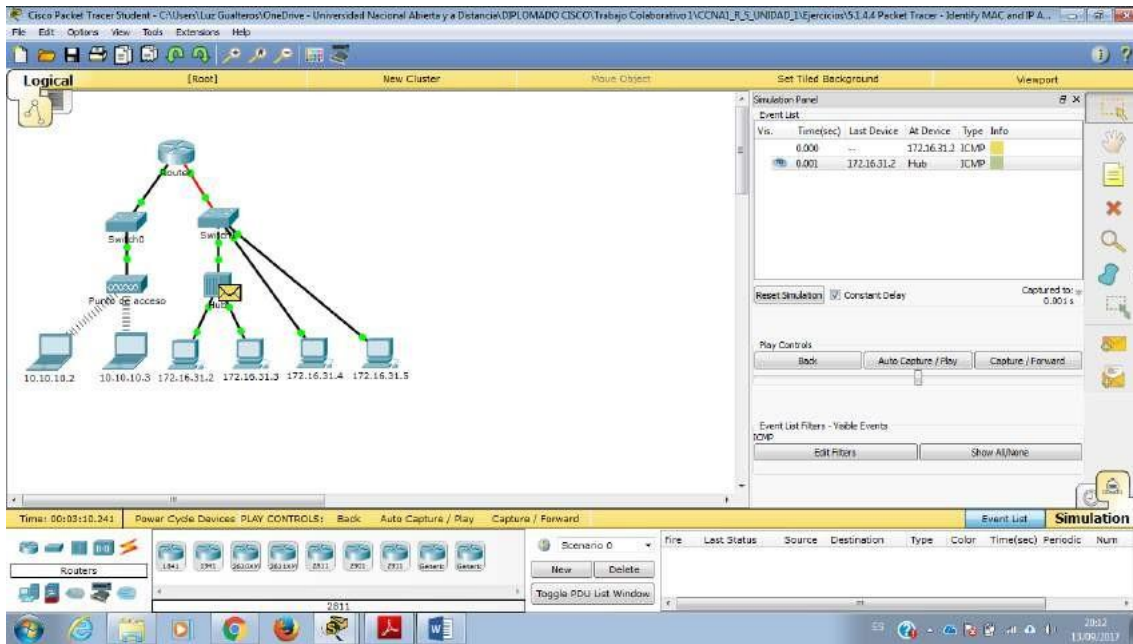 Cisco Packet Tracer Student - C:\Users\Luz Gualteros\OneDrive - Universidad Nacional Abierta y a Distancia\DIPLOMADO CISCO\Trabajo Colaborativo 1\CCNA1_R_S_UNIDAD_1\Ejercicios\5.1.4.4 Packet Tracer - Identify MAC and IP A...
File Edit Options View Tools Extensions Help
Logical [Root] New Cluster Move Object Set Tiled Background Viewport
Simulation Panel
Event List
Vis. Time(sec) Last Device At Device Type Info
0.000 -- 172.16.31.2 ICMP
0.001 172.16.31.2 Hub ICMP
Reset Simulation Constant Delay Captured to:
0.001 s
Play Controls
Back Auto Capture / Play Capture / Forward
Event List Filters - Visible Events
ICMP
Edit Filters Show All/None
Router
Switch0
Punto de acceso
Hub
10.10.10.2 10.10.10.3 172.16.31.2 172.16.31.3 172.16.31.4 172.16.31.5
Time: 00:03:10.241 Power Cycle Devices PLAY CONTROLS: Back Auto Capture / Play Capture / Forward Event List Simulation
Routers
1841 1941 2620XM 2621XM 2811 2901 2911 Generic Generic
2811
Scenario 0
New Delete
Toggle PDU List Window
Fire Last Status Source Destination Type Color Time(sec) Periodic Num
ES 20:12
13/09/2017